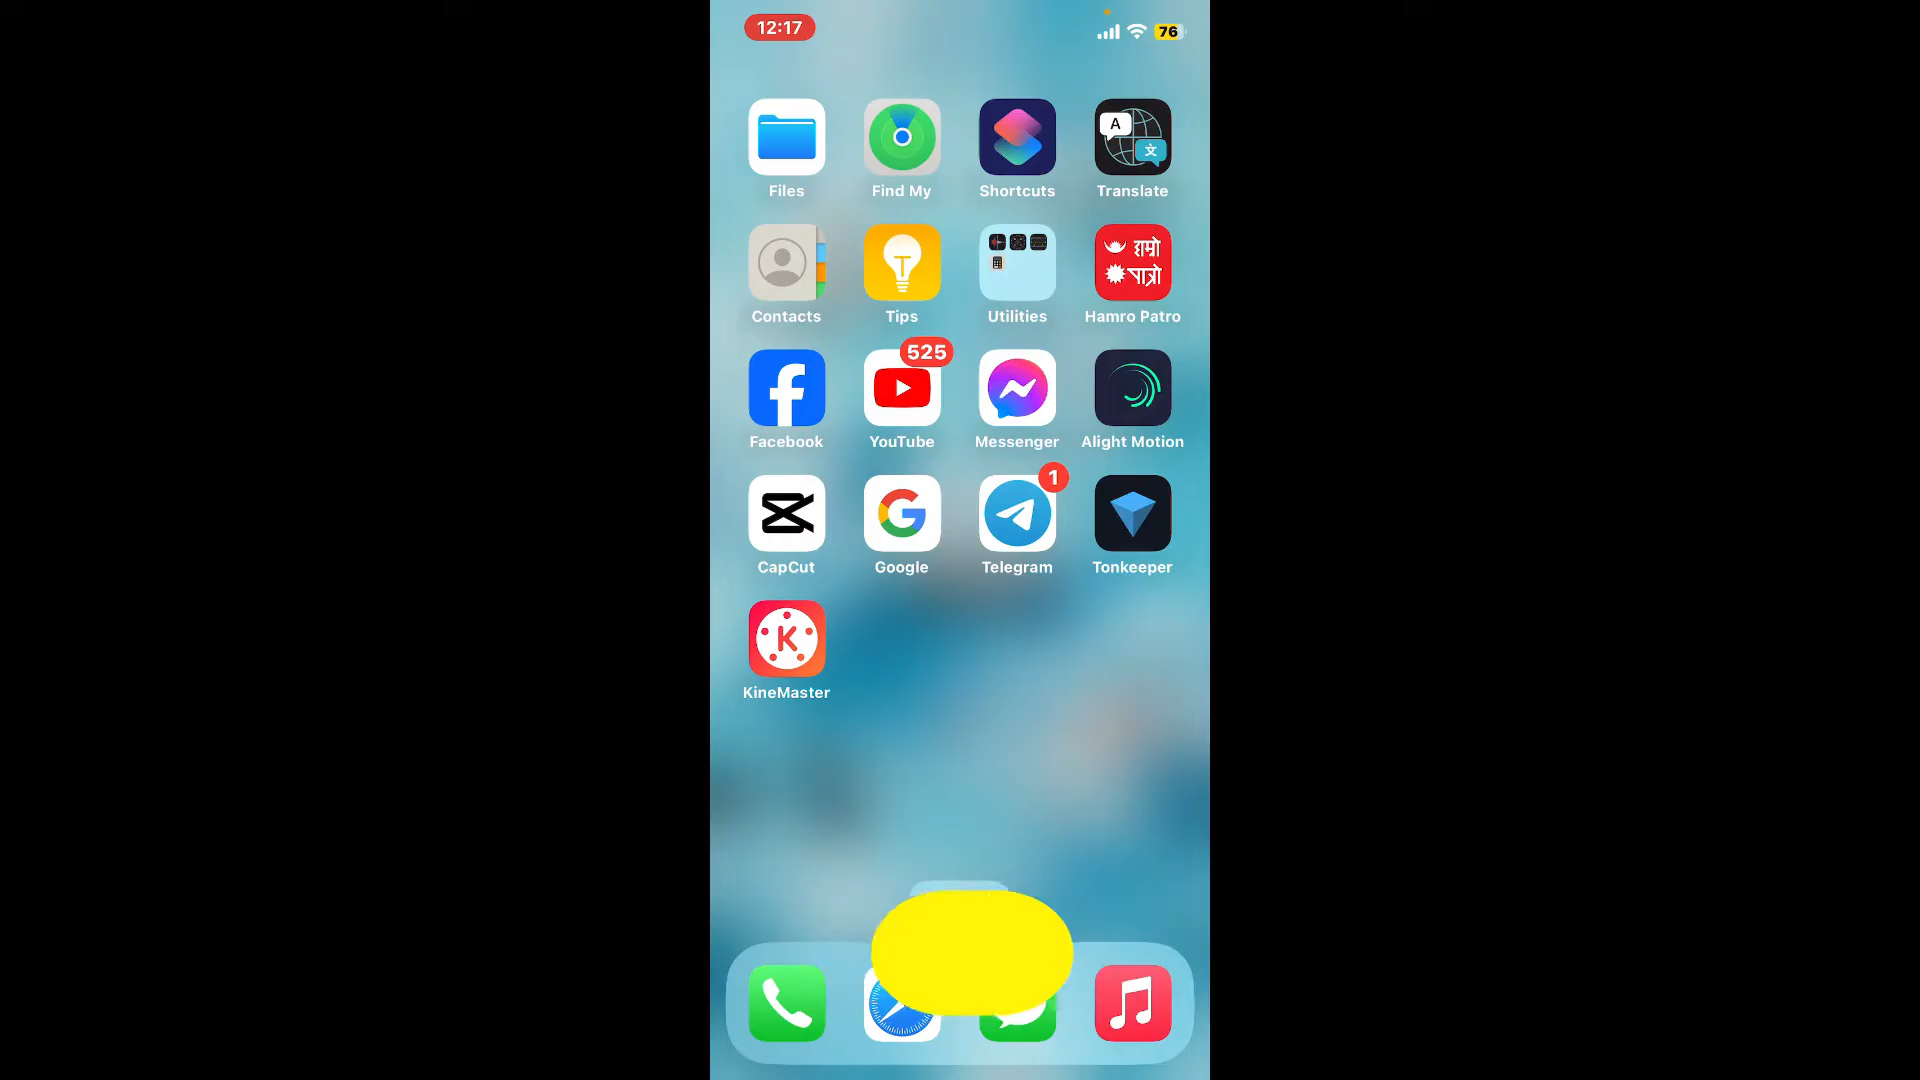 12:17
76
A
文
Files
Find My
Shortcuts
Translate
हाम्रो
पात्रो
Contacts
Tips
Utilities
Hamro Patro
525
Facebook
YouTube
Messenger
Alight Motion
1
CapCut
Google
Telegram
Tonkeeper
K
KineMaster